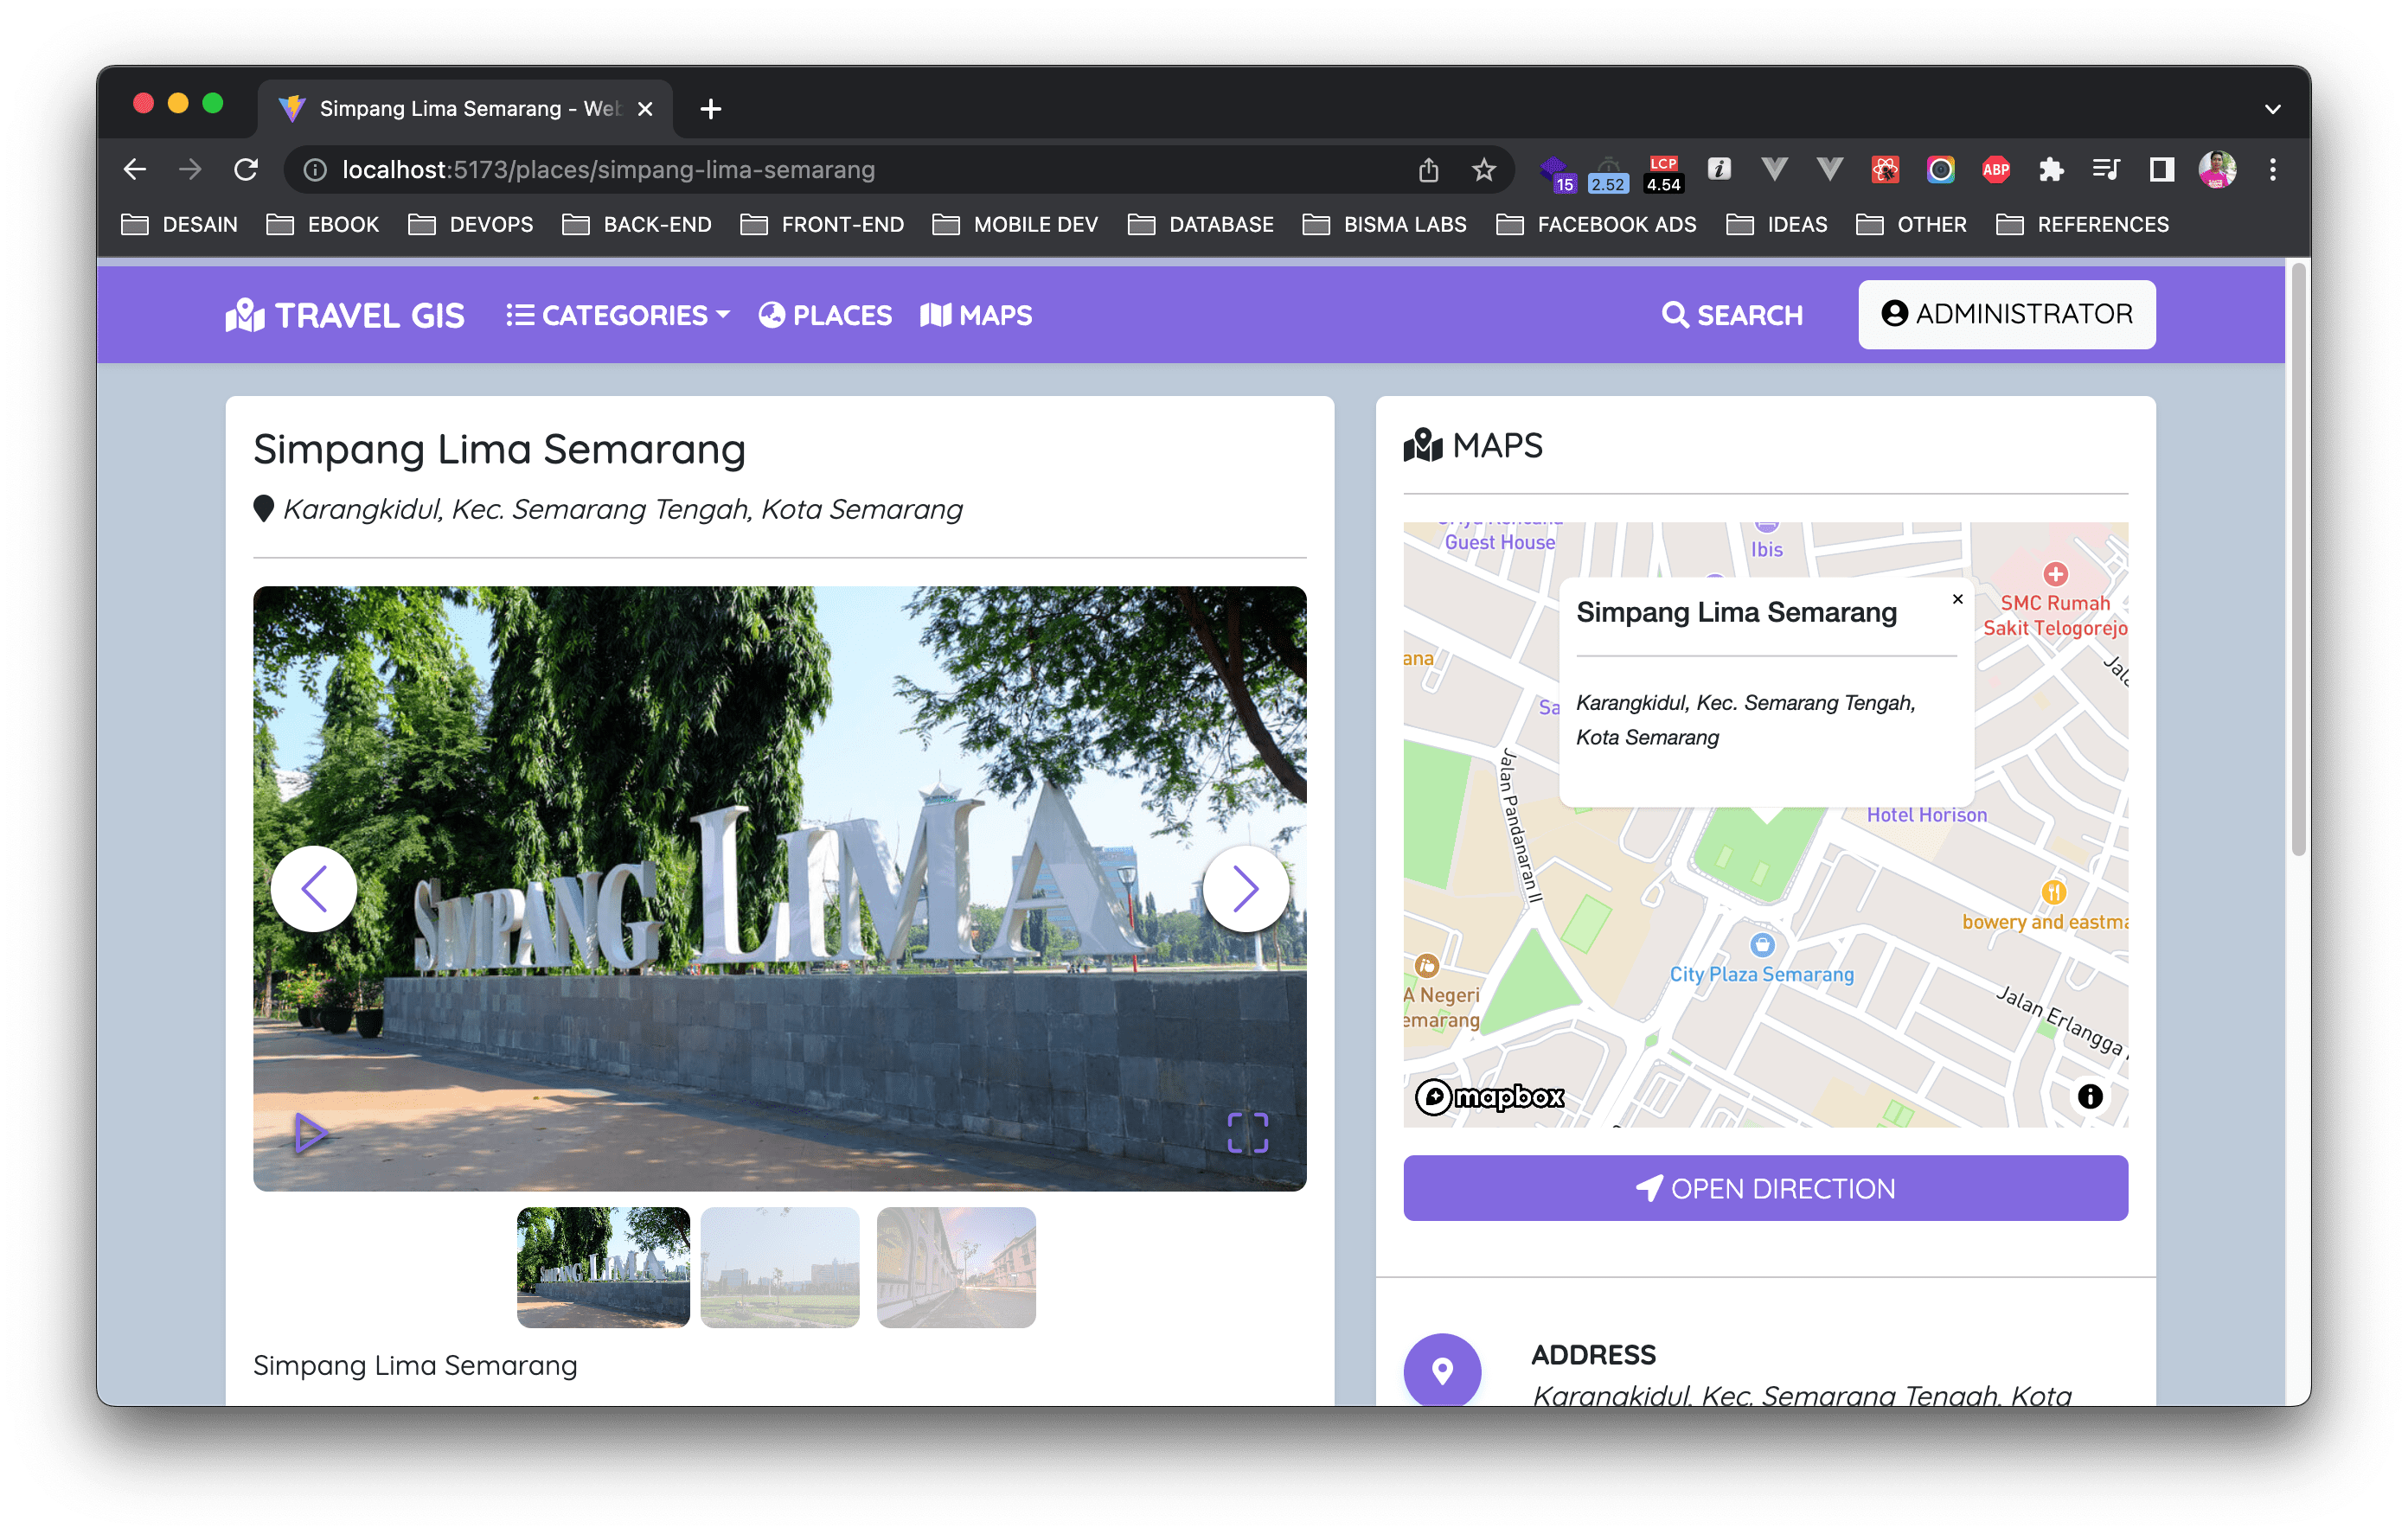 Simpang Lima Semarang - Web
localhost:5173/places/simpang-lima-semarang
15
2.52
LCP
4.54
ABP
DESAIN EBOOK DEVOPS BACK-END FRONT-END MOBILE DEV DATABASE BISMA LABS FACEBOOK ADS IDEAS OTHER REFERENCES
TRAVEL GIS CATEGORIES PLACES MAPS SEARCH ADMINISTRATOR
Simpang Lima Semarang
Karangkidul, Kec. Semarang Tengah, Kota Semarang
SIMPANG LIMA
SIMPANG LIMA
Simpang Lima Semarang
MAPS
Guest House
Ibis
SMC Rumah
Sakit Telogorejo
ana
Sa
Simpang Lima Semarang
×
Karangkidul, Kec. Semarang Tengah,
Kota Semarang
Hotel Horison
Jalan Pandanaran II
bowery and eastma
City Plaza Semarang
A Negeri
emarang
Jalan Erlangga
mapbox
OPEN DIRECTION
ADDRESS
Karangkidul, Kec. Semarang Tengah, Kota